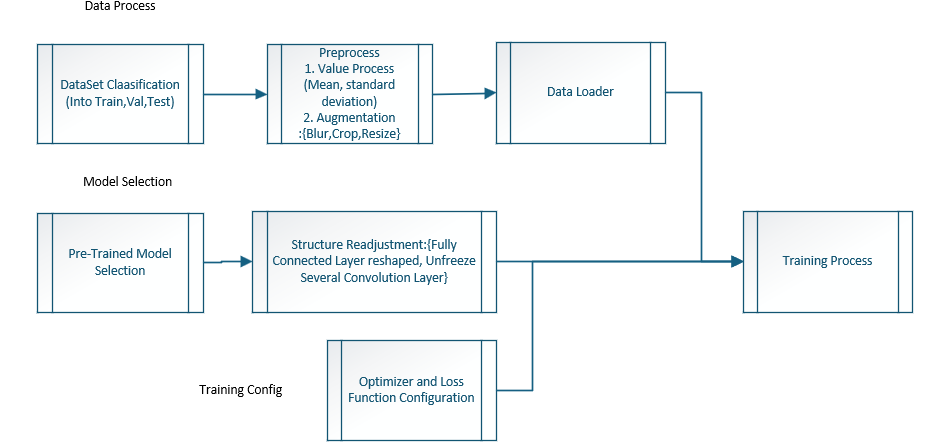 Data Process
DataSet Claasification
(Into Train,Val,Test)
Preprocess
1. Value Process
(Mean, standard
deviation)
2. Augmentation
:{Blur,Crop,Resize}
Data Loader
Model Selection
Pre-Trained Model
Selection
Structure Readjustment:{Fully
Connected Layer reshaped, Unfreeze
Several Convolution Layer}
Training Process
Training Config
Optimizer and Loss
Function Configuration